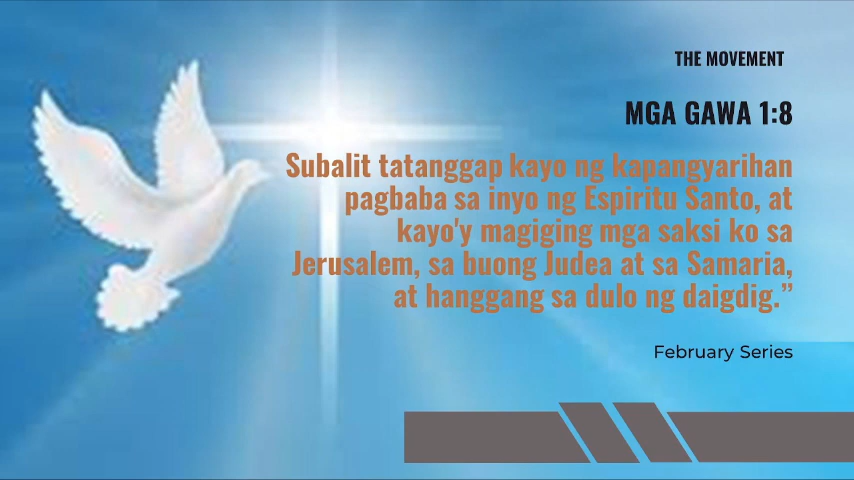 THE MOVEMENT
MGA GAWA 1:8
Subalit tatanggap kayo ng kapangyarihan
pagbaba sa inyo ng Espiritu Santo, at
kayo'y magiging mga saksi ko sa
Jerusalem, sa buong Judea at sa Samaria,
at hanggang sa dulo ng daigdig.”
February Series